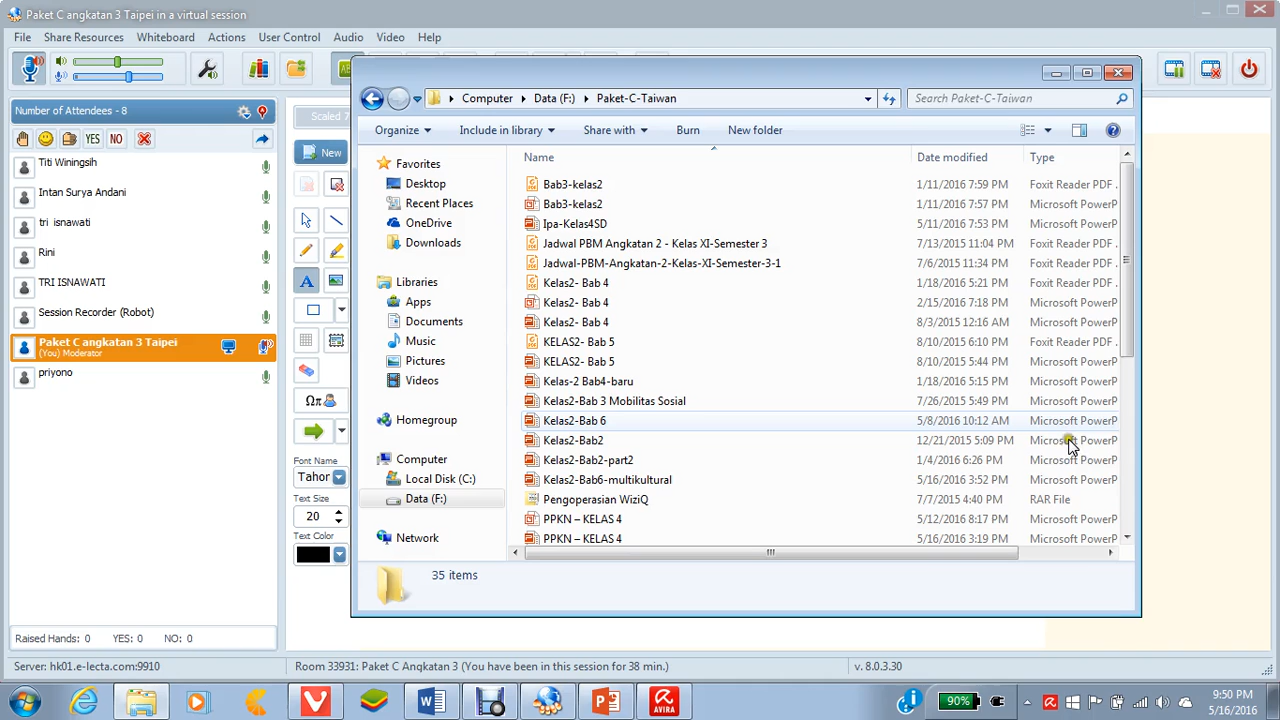 Paket C angkatan 3 Taipei in a virtual session
File Share Resources Whiteboard Actions User Control Audio Video Help
Number of Attendees - 8
YES NO
Titi Winingsih
Intan Surya Andani
tri isnawati
Rini
TRI ISNAWATI
Session Recorder (Robot)
Paket C angkatan 3 Taipei
(You) Moderator
priyono
Raised Hands: 0 YES: 0 NO: 0
Scaled 7
New
A
Ωπ
Font Name
Tahor
Text Size
20
Text Color
Computer Data (F:) Paket-C-Taiwan
Search Paket-C-Taiwan
Organize Include in library Share with Burn New folder
Favorites
Desktop
Recent Places
OneDrive
Downloads
Libraries
Apps
Documents
Music
Pictures
Videos
Homegroup
Computer
Local Disk (C:)
Data (F:)
Network
Name Date modified Type
Bab3-kelas2 1/11/2016 7:59 PM Foxit Reader PDF .
Bab3-kelas2 1/11/2016 7:57 PM Microsoft PowerP
Ipa-Kelas4SD 5/11/2016 7:63 PM Microsoft PowerP
Jadwal PBM Angkatan 2 - Kelas XI-Semester 3 7/13/2015 11:04 PM Foxit Reader PDF .
Jadwal-PBM-Angkatan-2-Kelas-XI-Semester-3-1 7/6/2015 11:34 PM Foxit Reader PDF .
Kelas2- Bab 4 1/18/2016 5:21 PM Foxit Reader PDF .
Kelas2- Bab 4 2/15/2016 7:18 PM Microsoft PowerP
Kelas2- Bab 4 8/3/2015 12:16 AM Microsoft PowerP
KELAS2- Bab 5 8/10/2015 6:10 PM Foxit Reader PDF .
KELAS2- Bab 5 8/10/2015 5:44 PM Microsoft PowerP
Kelas-2 Bab4-baru 1/18/2016 5:15 PM Microsoft PowerP
Kelas2-Bab 3 Mobilitas Sosial 7/26/2015 5:49 PM Microsoft PowerP
Kelas2-Bab 6 5/8/2016 10:12 AM Microsoft PowerP
Kelas2-Bab2 12/21/2015 5:09 PM Microsoft PowerP
Kelas2-Bab2-part2 1/4/2016 6:26 PM Microsoft PowerP
Kelas2-Bab6-multikultural 5/16/2016 3:52 PM Microsoft PowerP
Pengoperasian WiziQ 7/7/2015 4:40 PM RAR File
PPKN – KELAS 4 5/12/2016 8:17 PM Microsoft PowerP
PPKN – KELAS 4 5/16/2016 3:19 PM Microsoft PowerP
35 items
Server: hk01.e-lecta.com:9910 Room 33931: Paket C Angkatan 3 (You have been in this session for 38 min.) v. 8.0.3.30
90%
9:50 PM
5/16/2016